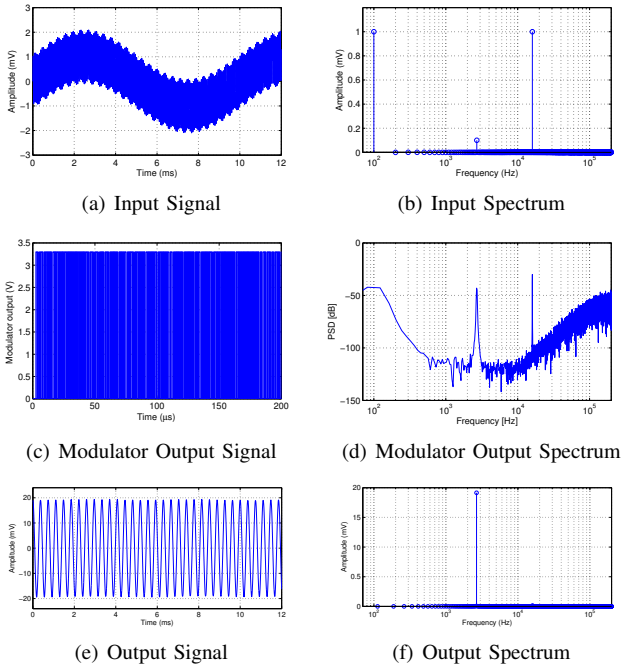 3
2
1
0
-1
-2
-3
Amplitude (mV)
0 2 4 6 8 10 12
Time (ms)
(a) Input Signal
1
0.8
0.6
0.4
0.2
0
Amplitude (mV)
10² 10³ 10⁴ 10⁵
Frequency (Hz)
(b) Input Spectrum
3.5
3
2.5
2
1.5
1
0.5
0
Modulator output (V)
0 50 100 150 200
Time (µs)
(c) Modulator Output Signal
0
−50
−100
−150
PSD [dB]
10² 10³ 10⁴ 10⁵
Frequency [Hz]
(d) Modulator Output Spectrum
20
10
0
−10
−20
Amplitude (mV)
0 2 4 6 8 10 12
Time (ms)
(e) Output Signal
20
15
10
5
0
Amplitude (mV)
10² 10³ 10⁴ 10⁵
Frequency (Hz)
(f) Output Spectrum